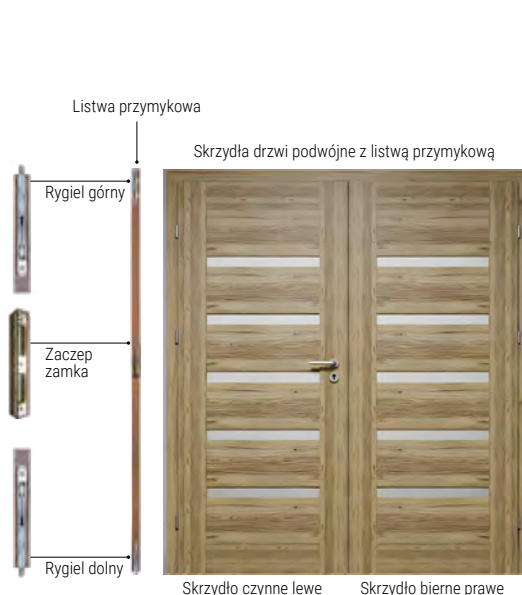 Listwa przymykowa
Skrzydła drzwi podwójne z listwą przymykową
Rygiel górny
Zaczep
zamka
Rygiel dolny
Skrzydło czynne lewe
Skrzydło bierne prawe